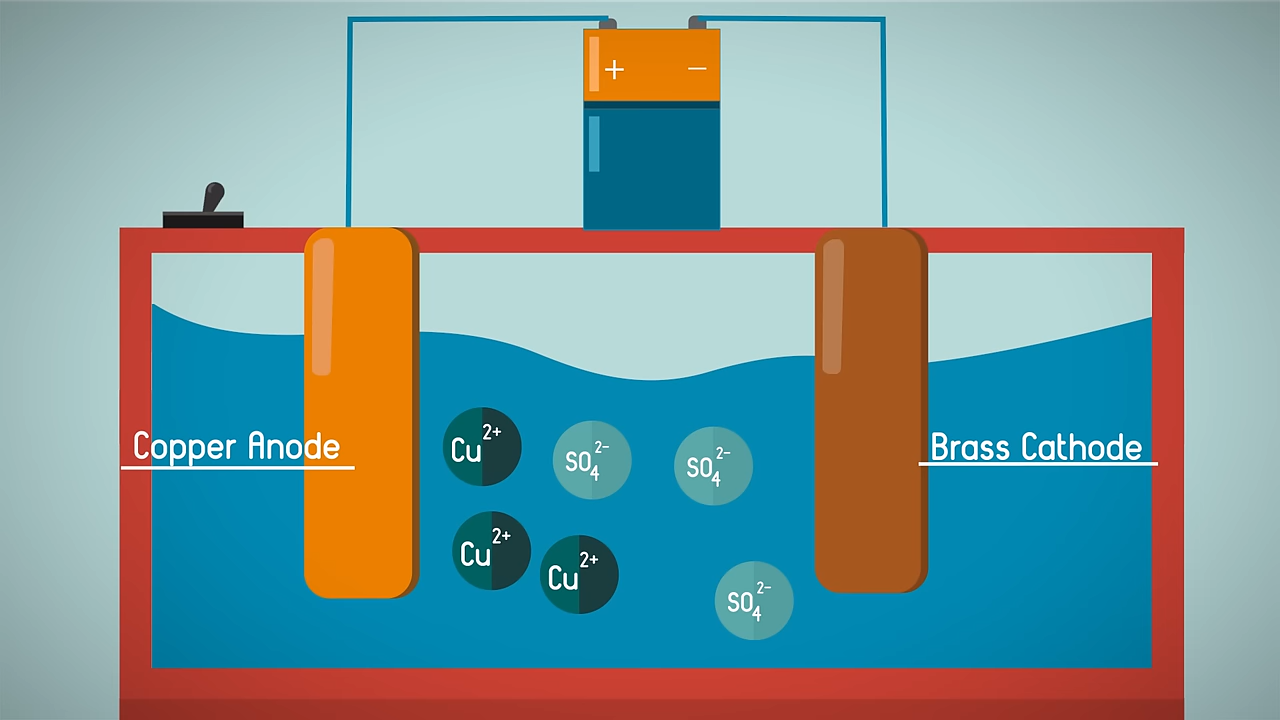 + −
Copper Anode
Brass Cathode
Cu²⁺
SO₄²⁻
SO₄²⁻
Cu²⁺
Cu²⁺
SO₄²⁻